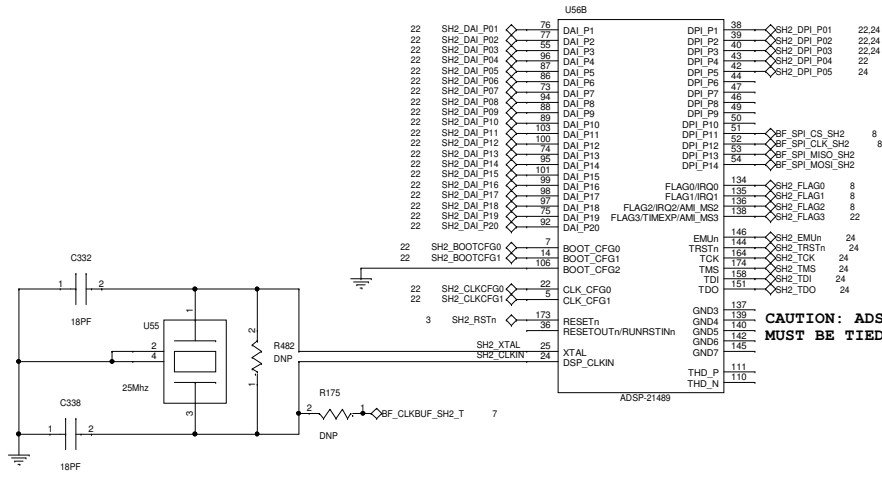 U56B
22 SH2_DAI_P01 76 DAI_P1 DPI_P1 38 SH2_DPI_P01 22,24
22 SH2_DAI_P02 77 DAI_P2 DPI_P2 39 SH2_DPI_P02 22,24
22 SH2_DAI_P03 55 DAI_P3 DPI_P3 40 SH2_DPI_P03 22,24
22 SH2_DAI_P04 96 DAI_P4 DPI_P4 43 SH2_DPI_P04 22
22 SH2_DAI_P05 87 DAI_P5 DPI_P5 42 SH2_DPI_P05 24
22 SH2_DAI_P06 86 DAI_P6 DPI_P6 44
22 SH2_DAI_P07 73 DAI_P7 DPI_P7 47
22 SH2_DAI_P08 94 DAI_P8 DPI_P8 46
22 SH2_DAI_P09 88 DAI_P9 DPI_P9 49
22 SH2_DAI_P10 89 DAI_P10 DPI_P10 50
22 SH2_DAI_P11 103 DAI_P11 DPI_P11 51 BF_SPI_CS_SH2 8
22 SH2_DAI_P12 100 DAI_P12 DPI_P12 52 BF_SPI_CLK_SH2 8
22 SH2_DAI_P13 74 DAI_P13 DPI_P13 53 BF_SPI_MISO_SH2
22 SH2_DAI_P14 95 DAI_P14 DPI_P14 54 BF_SPI_MOSI_SH2
22 SH2_DAI_P15 101 DAI_P15
22 SH2_DAI_P16 99 DAI_P16 FLAG0/IRQ0 134 SH2_FLAG0 8
22 SH2_DAI_P17 98 DAI_P17 FLAG1/IRQ1 135 SH2_FLAG1 8
22 SH2_DAI_P18 97 DAI_P18 FLAG2/IRQ2/AMI_MS2 136 SH2_FLAG2 8
22 SH2_DAI_P19 75 DAI_P19 FLAG3/TIMEXP/AMI_MS3 138 SH2_FLAG3 22
22 SH2_DAI_P20 92 DAI_P20
EMUn 146 SH2_EMUn 24
22 SH2_BOOTCFG0 7 BOOT_CFG0 TRSTn 144 SH2_TRSTn 24
22 SH2_BOOTCFG1 14 BOOT_CFG1 TCK 164 SH2_TCK 24
106 BOOT_CFG2 TMS 174 SH2_TMS 24
TDI 158 SH2_TDI 24
22 SH2_CLKCFG0 22 CLK_CFG0 TDO 151 SH2_TDO 24
22 SH2_CLKCFG1 5 CLK_CFG1
GND3 137
3 SH2_RSTn 173 RESETn GND4 139 CAUTION: ADS
36 RESETOUTn/RUNRSTINn GND5 140
GND6 142 MUST BE TIED
SH2_XTAL 25 XTAL GND7 145
SH2_CLKIN 24 DSP_CLKIN
THD_P 111
THD_N 110
ADSP-21489
C332
1 2
18PF
U55
1
2
4
3
25Mhz
2
R482
DNP
1
R175
2 1 BF_CLKBUF_SH2_T 7
DNP
C338
1 2
18PF